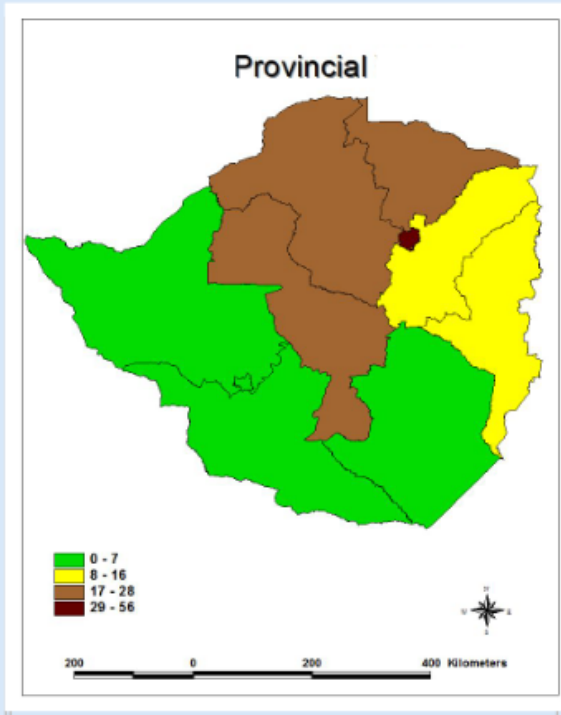 Provincial
0 - 7
8 - 16
17 - 28
29 - 56
N
W E
S
200 0 200 400 Kilometers